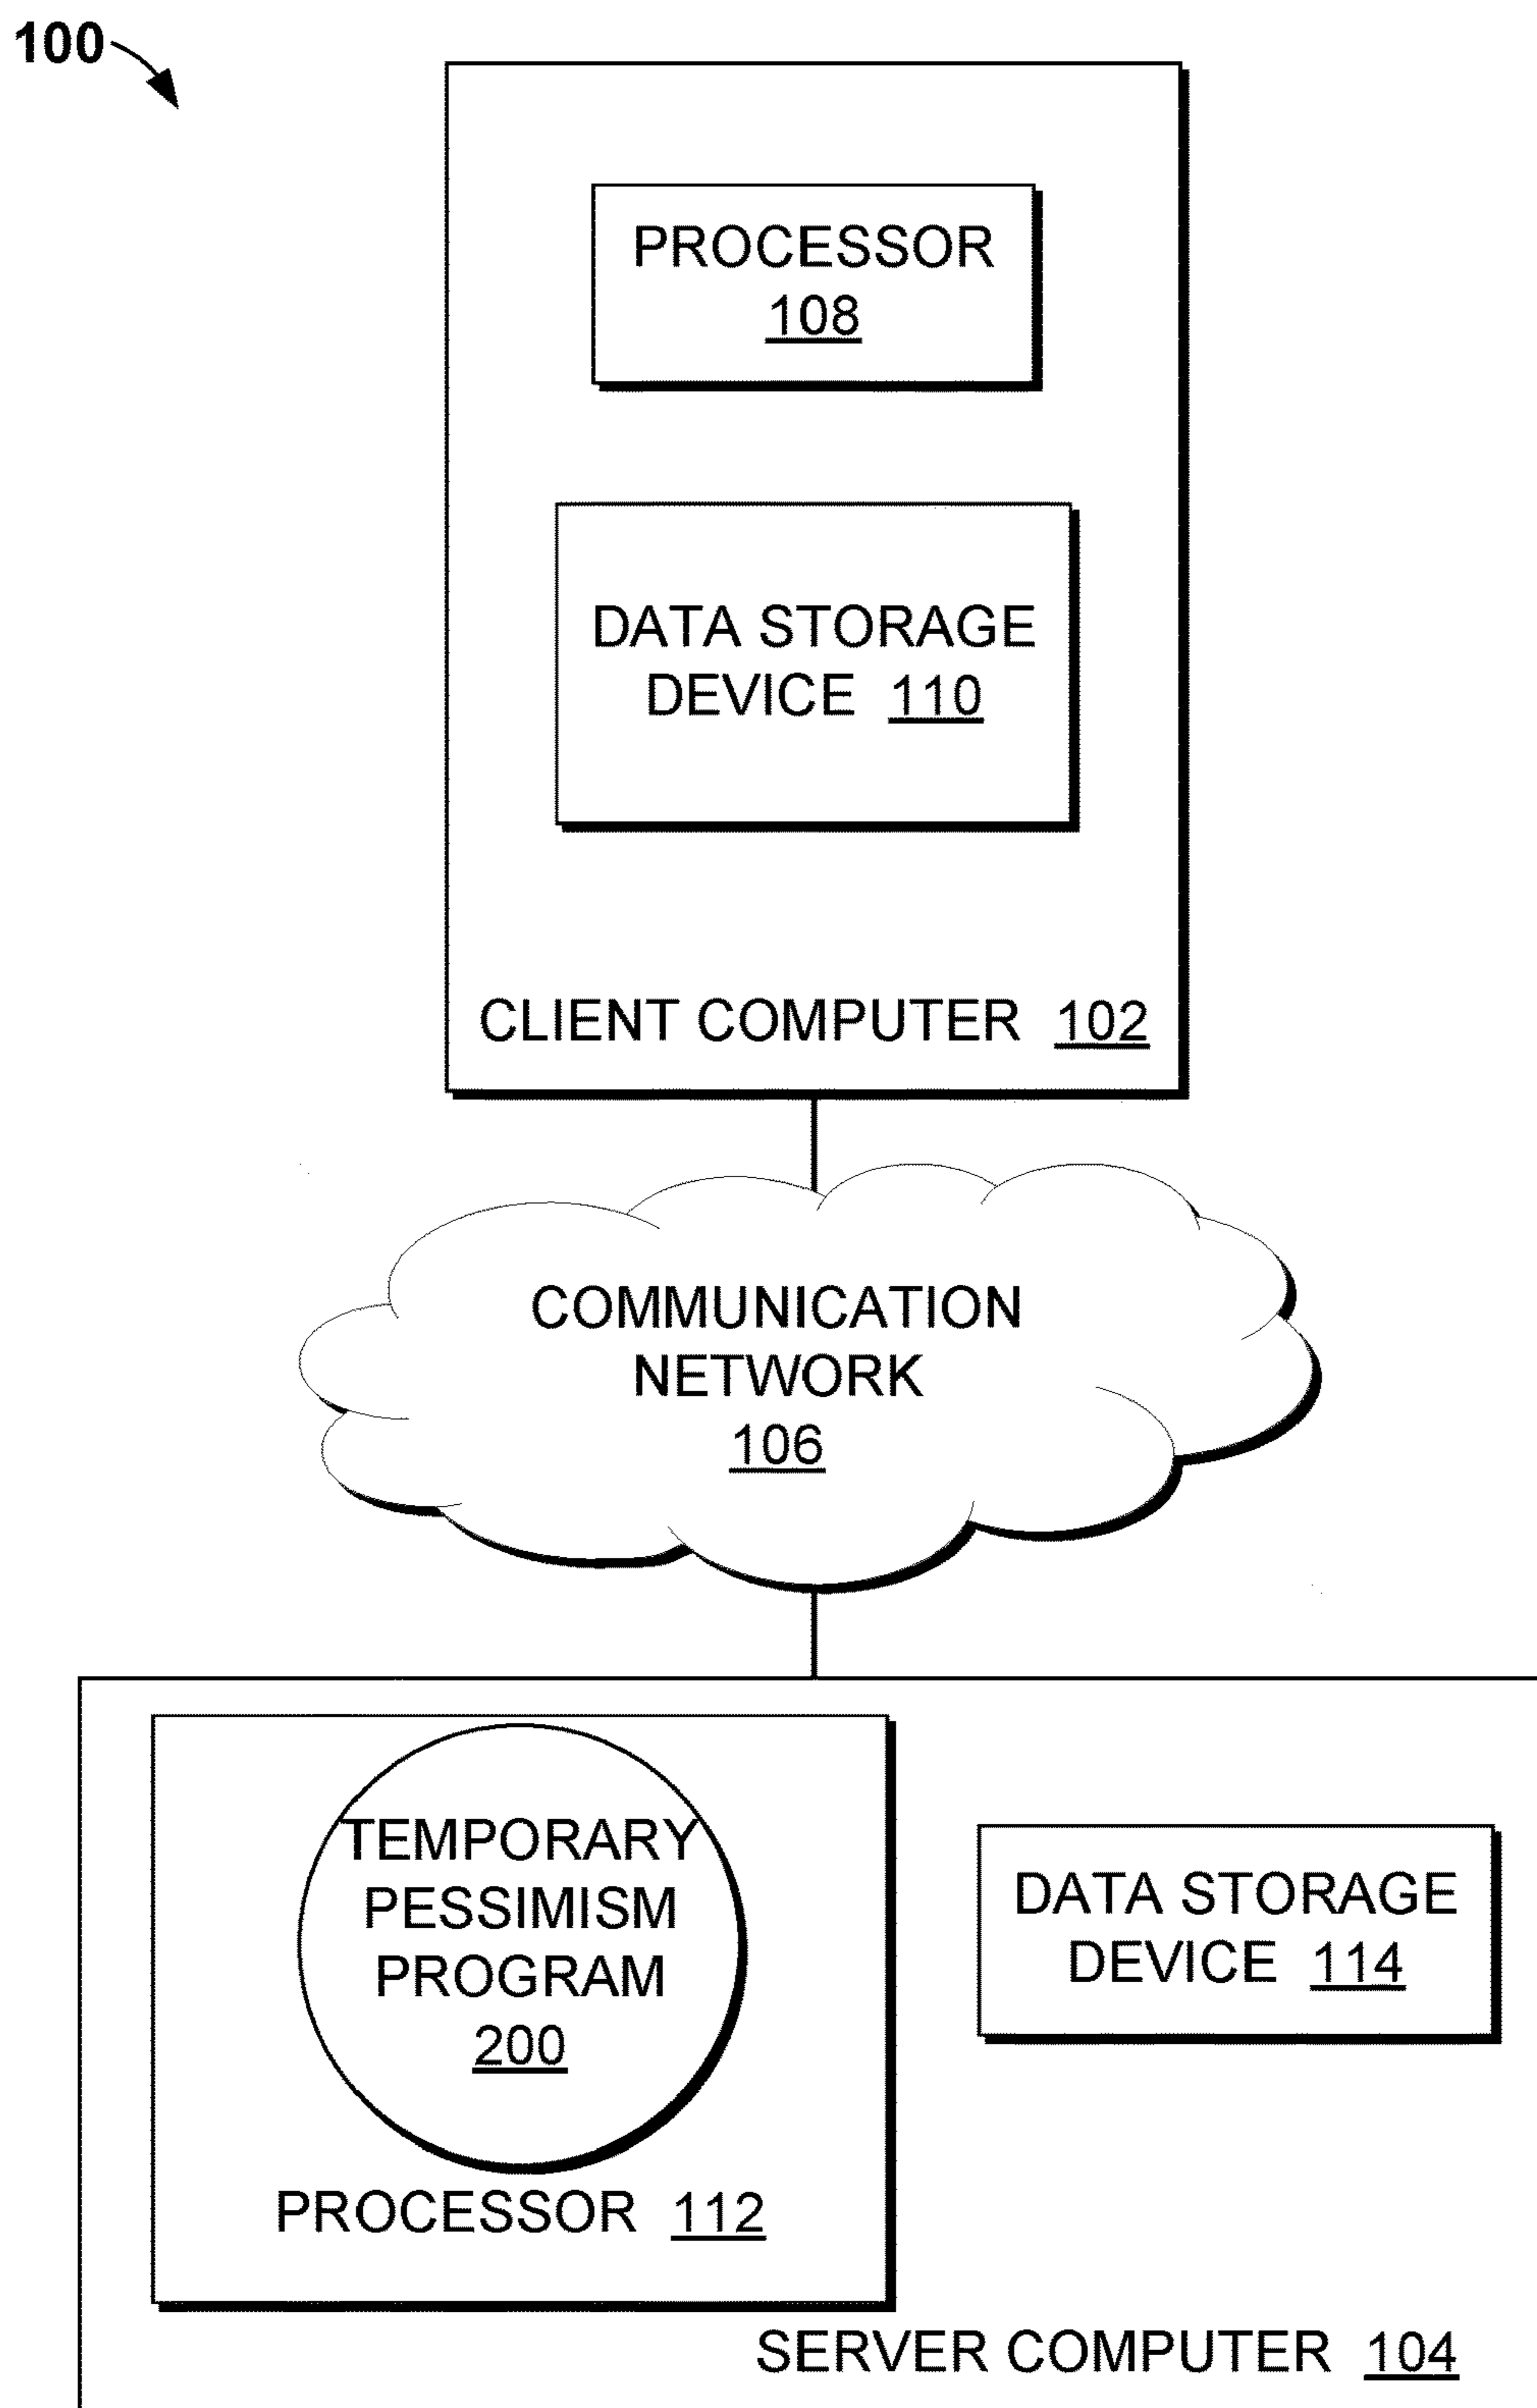 100
PROCESSOR
108
DATA STORAGE
DEVICE 110
CLIENT COMPUTER 102
COMMUNICATION
NETWORK
106
TEMPORARY
PESSIMISM
PROGRAM
200
PROCESSOR 112
DATA STORAGE
DEVICE 114
SERVER COMPUTER 104